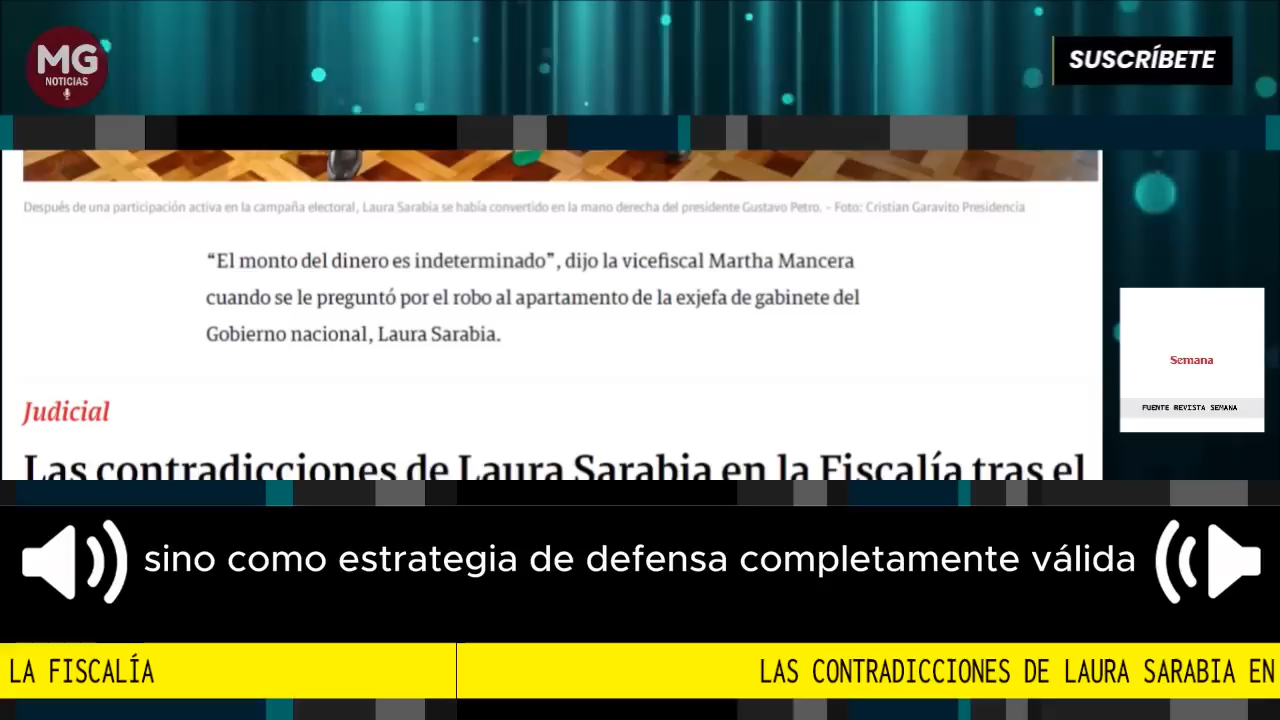 MG
NOTICIAS
SUSCRÍBETE
Después de una participación activa en la campaña electoral, Laura Sarabia se había convertido en la mano derecha del presidente Gustavo Petro. - Foto: Cristian Garavito Presidencia
“El monto del dinero es indeterminado”, dijo la vicefiscal Martha Mancera
cuando se le preguntó por el robo al apartamento de la exjefa de gabinete del
Gobierno nacional, Laura Sarabia.
Semana
FUENTE REVISTA SEMANA
Judicial
Las contradicciones de Laura Sarabia en la Fiscalía tras el
sino como estrategia de defensa completamente válida
LA FISCALÍA
LAS CONTRADICCIONES DE LAURA SARABIA EN